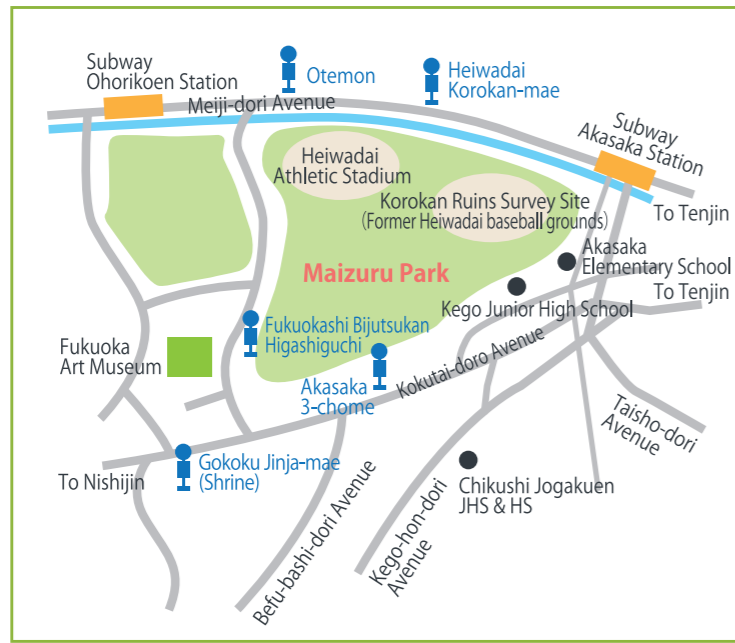 Subway
Ohorikoen Station
Otemon
Heiwadai
Korokan-mae
Meiji-dori Avenue
Subway
Akasaka Station
Heiwadai
Athletic Stadium
Korokan Ruins Survey Site
(Former Heiwadai baseball grounds)
To Tenjin
Akasaka
Elementary School
Maizuru Park
To Tenjin
Kego Junior High School
Fukuokashi Bijutsukan
Higashiguchi
Fukuoka
Art Museum
Kokutai-doro Avenue
Akasaka
3-chome
Taisho-dori
Avenue
Gokoku Jinja-mae
(Shrine)
To Nishijin
Chikushi Jogakuen
JHS & HS
Befu-bashi-dori Avenue
Kego-hon-dori
Avenue